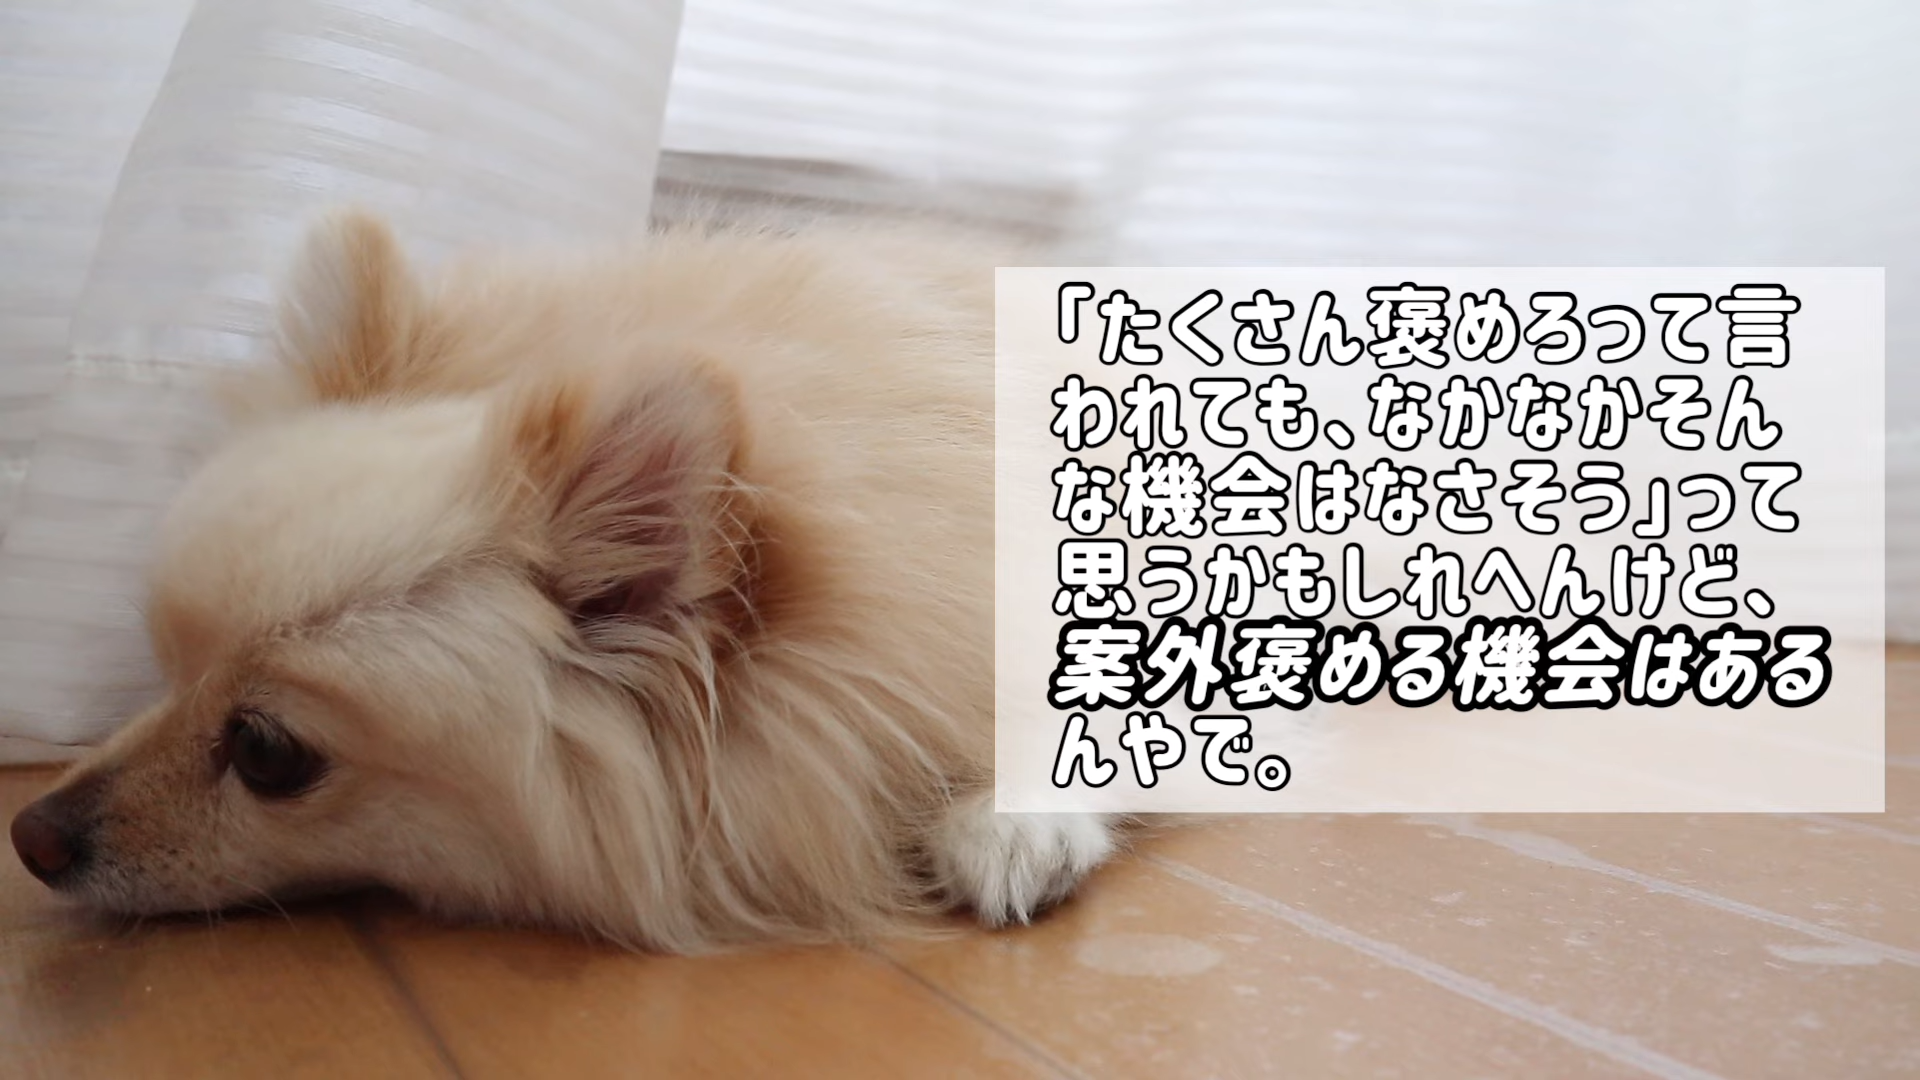 「たくさん褒めろって言
われても、なかなかそん
な機会はなさそう」って
思うかもしれへんけど、
案外褒める機会はある
んやで。